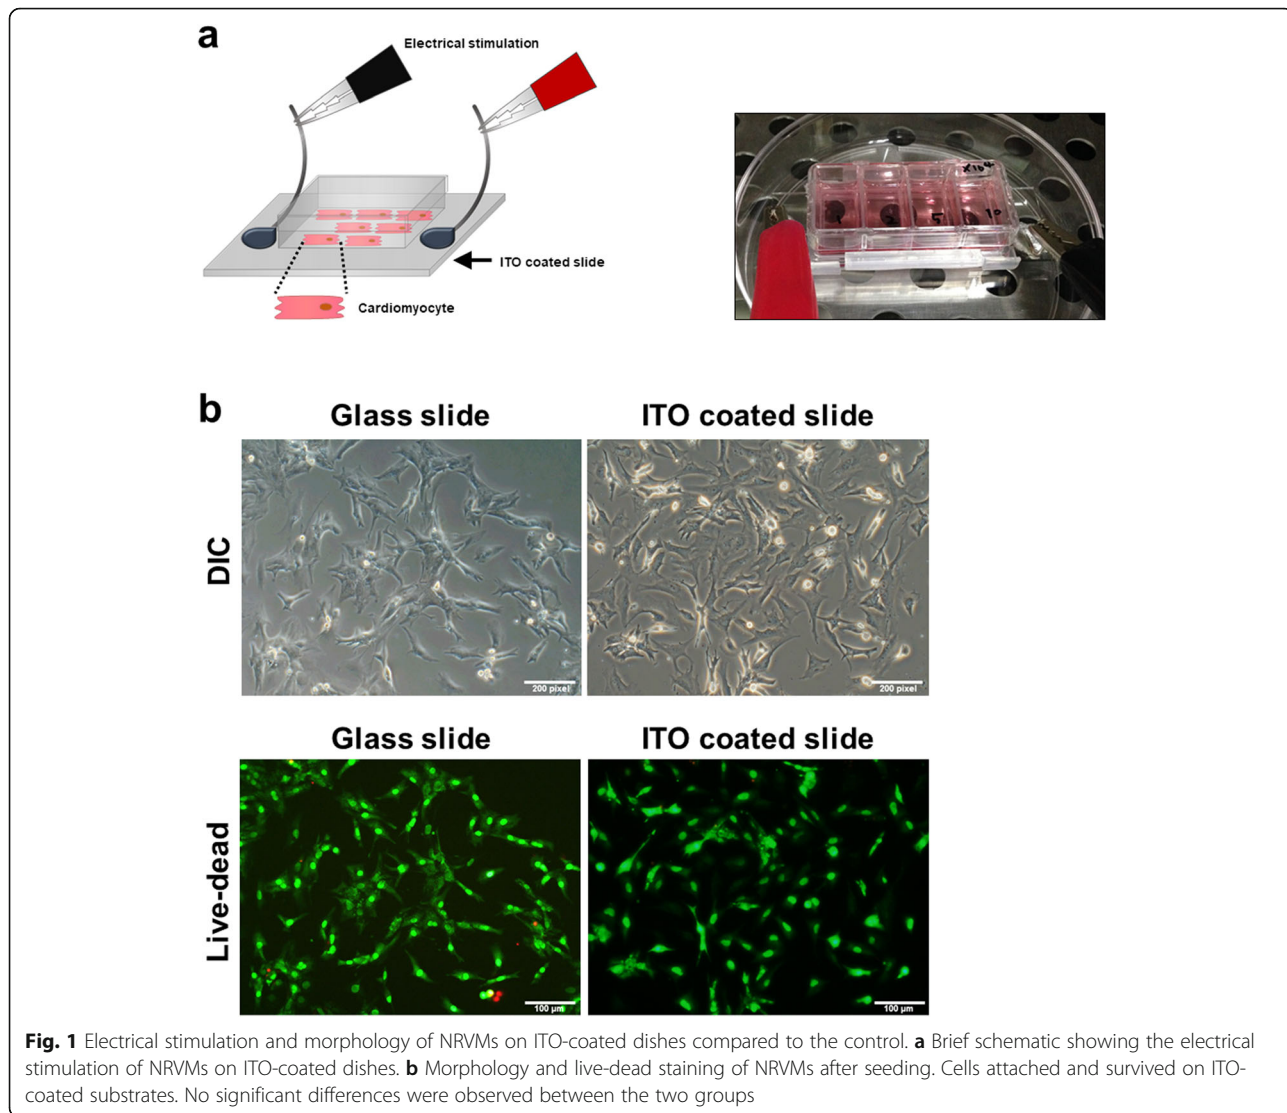 a
Electrical stimulation
ITO coated slide
Cardiomyocyte
x10⁴
5
10
b
Glass slide
ITO coated slide
DIC
200 pixel
200 pixel
Glass slide
ITO coated slide
Live-dead
100 µm
100 µm
Fig. 1 Electrical stimulation and morphology of NRVMs on ITO-coated dishes compared to the control. a Brief schematic showing the electrical
stimulation of NRVMs on ITO-coated dishes. b Morphology and live-dead staining of NRVMs after seeding. Cells attached and survived on ITO-
coated substrates. No significant differences were observed between the two groups